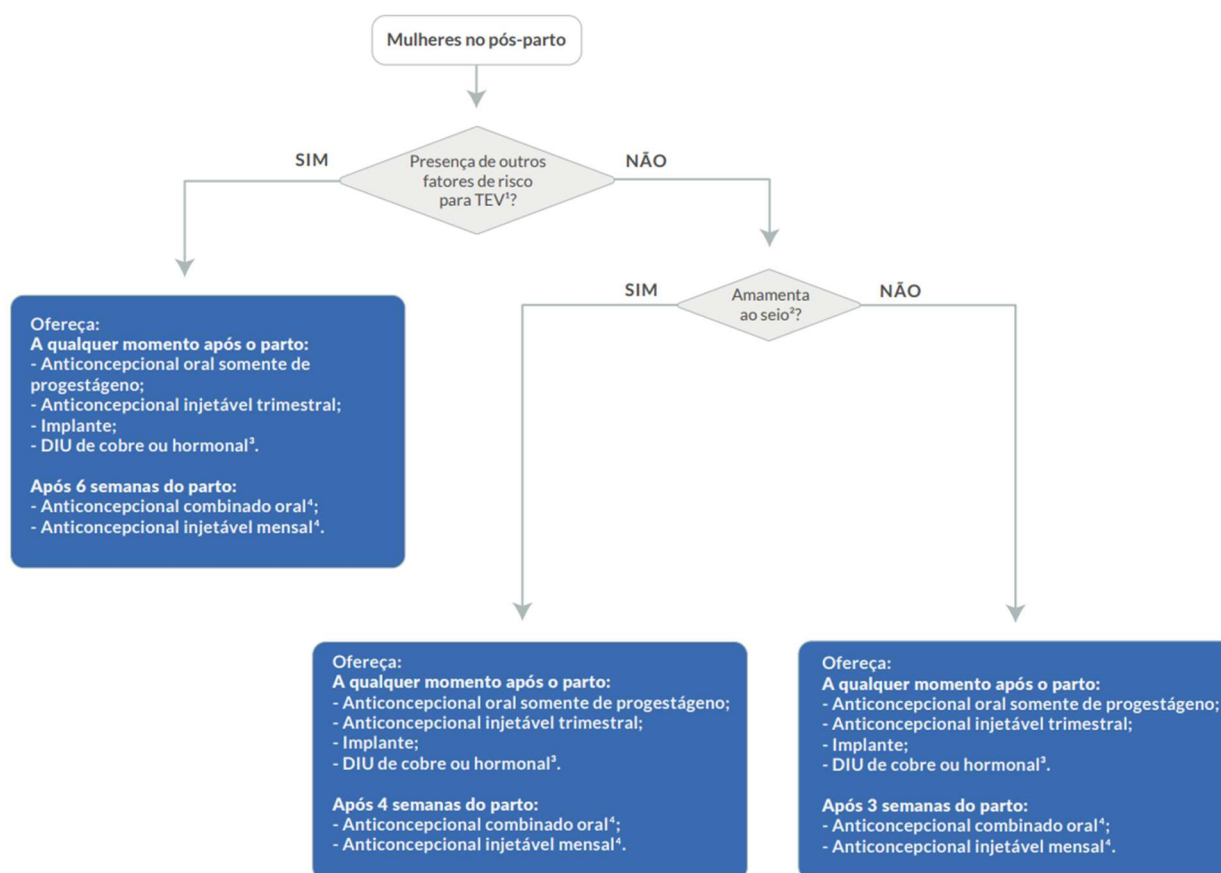 Mulheres no pós-parto
SIM
Presença de outros
fatores de risco
para TEV¹?
NÃO
SIM
Amamenta
ao seio²?
NÃO
Ofereça:
A qualquer momento após o parto:
- Anticoncepcional oral somente de
progestágeno;
- Anticoncepcional injetável trimestral;
- Implante;
- DIU de cobre ou hormonal³.
Após 6 semanas do parto:
- Anticoncepcional combinado oral⁴;
- Anticoncepcional injetável mensal⁴.
Ofereça:
A qualquer momento após o parto:
- Anticoncepcional oral somente de progestágeno;
- Anticoncepcional injetável trimestral;
- Implante;
- DIU de cobre ou hormonal³.
Após 4 semanas do parto:
- Anticoncepcional combinado oral⁴;
- Anticoncepcional injetável mensal⁴.
Ofereça:
A qualquer momento após o parto:
- Anticoncepcional oral somente de progestágeno;
- Anticoncepcional injetável trimestral;
- Implante;
- DIU de cobre ou hormonal³.
Após 3 semanas do parto:
- Anticoncepcional combinado oral⁴;
- Anticoncepcional injetável mensal⁴.